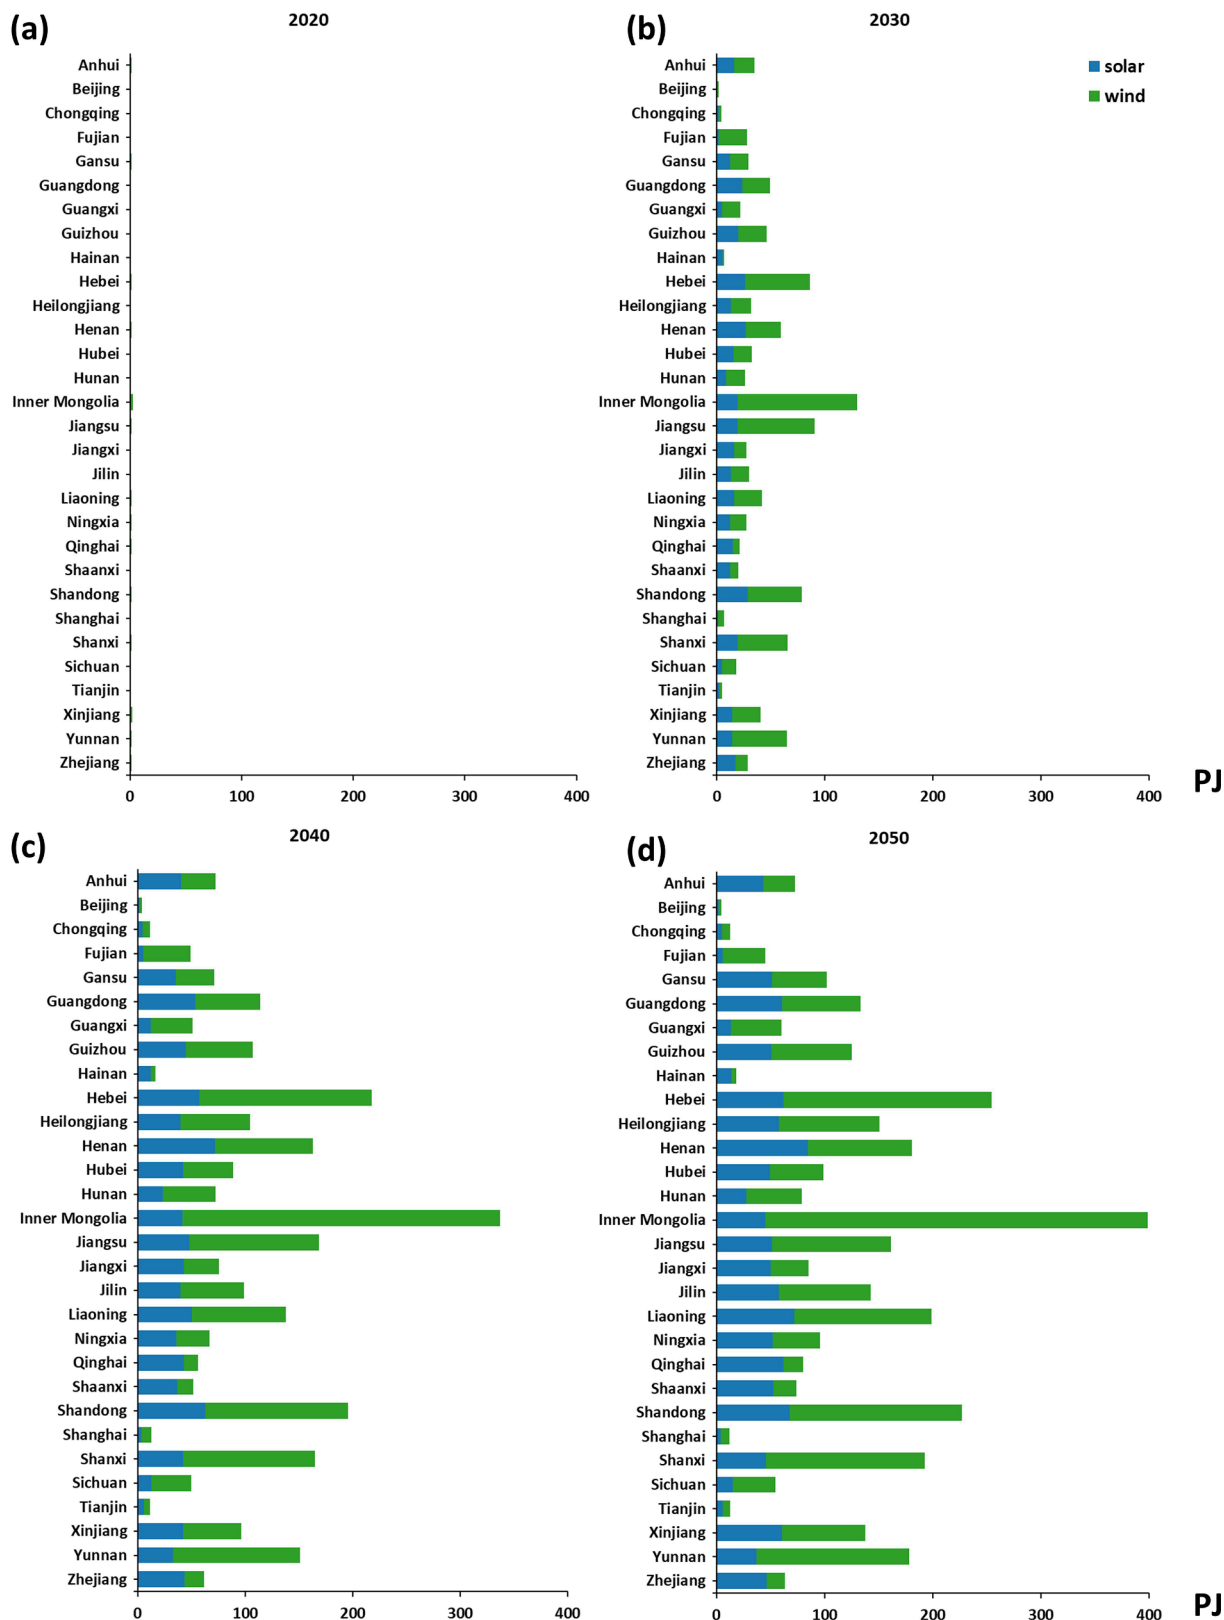 (a)
2020
Anhui
Beijing
Chongqing
Fujian
Gansu
Guangdong
Guangxi
Guizhou
Hainan
Hebei
Heilongjiang
Henan
Hubei
Hunan
Inner Mongolia
Jiangsu
Jiangxi
Jilin
Liaoning
Ningxia
Qinghai
Shaanxi
Shandong
Shanghai
Shanxi
Sichuan
Tianjin
Xinjiang
Yunnan
Zhejiang
0 100 200 300 400
(b)
2030
solar
wind
Anhui
Beijing
Chongqing
Fujian
Gansu
Guangdong
Guangxi
Guizhou
Hainan
Hebei
Heilongjiang
Henan
Hubei
Hunan
Inner Mongolia
Jiangsu
Jiangxi
Jilin
Liaoning
Ningxia
Qinghai
Shaanxi
Shandong
Shanghai
Shanxi
Sichuan
Tianjin
Xinjiang
Yunnan
Zhejiang
0 100 200 300 400
PJ
(c)
2040
Anhui
Beijing
Chongqing
Fujian
Gansu
Guangdong
Guangxi
Guizhou
Hainan
Hebei
Heilongjiang
Henan
Hubei
Hunan
Inner Mongolia
Jiangsu
Jiangxi
Jilin
Liaoning
Ningxia
Qinghai
Shaanxi
Shandong
Shanghai
Shanxi
Sichuan
Tianjin
Xinjiang
Yunnan
Zhejiang
0 100 200 300 400
(d)
2050
Anhui
Beijing
Chongqing
Fujian
Gansu
Guangdong
Guangxi
Guizhou
Hainan
Hebei
Heilongjiang
Henan
Hubei
Hunan
Inner Mongolia
Jiangsu
Jiangxi
Jilin
Liaoning
Ningxia
Qinghai
Shaanxi
Shandong
Shanghai
Shanxi
Sichuan
Tianjin
Xinjiang
Yunnan
Zhejiang
0 100 200 300 400
PJ